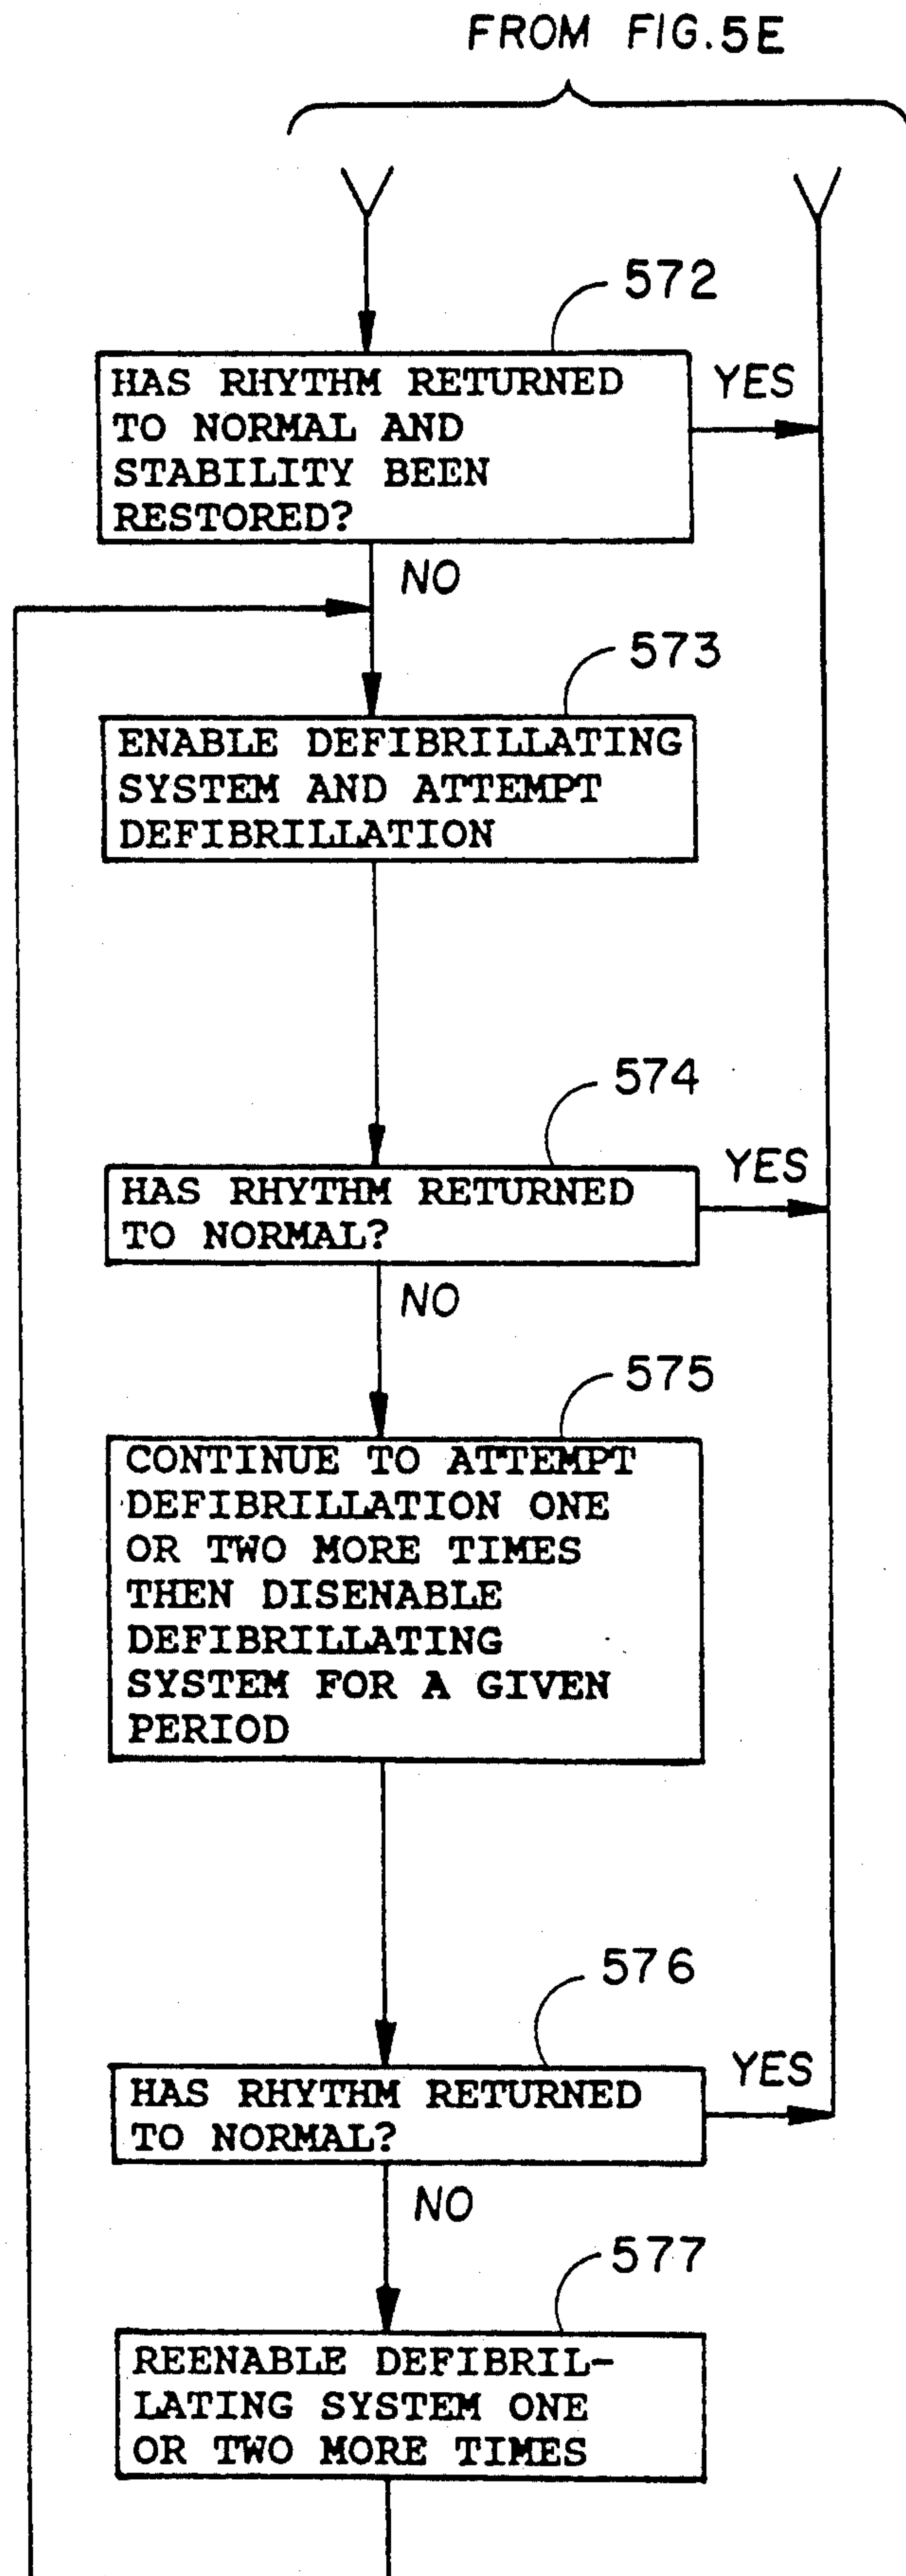 FROM FIG.5E
572
HAS RHYTHM RETURNED
TO NORMAL AND
STABILITY BEEN
RESTORED?
YES
NO
573
ENABLE DEFIBRILLATING
SYSTEM AND ATTEMPT
DEFIBRILLATION
574
HAS RHYTHM RETURNED
TO NORMAL?
YES
NO
575
CONTINUE TO ATTEMPT
DEFIBRILLATION ONE
OR TWO MORE TIMES
THEN DISENABLE
DEFIBRILLATING
SYSTEM FOR A GIVEN
PERIOD
576
HAS RHYTHM RETURNED
TO NORMAL?
YES
NO
577
REENABLE DEFIBRIL-
LATING SYSTEM ONE
OR TWO MORE TIMES